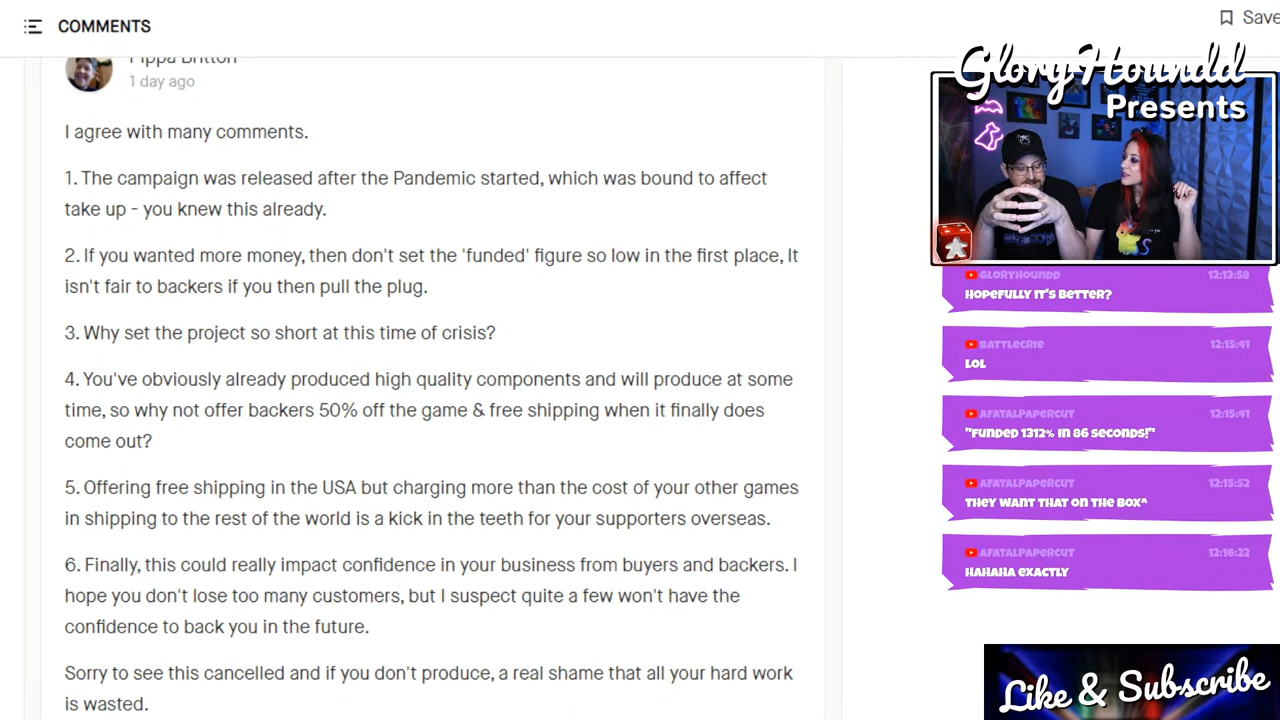 COMMENTS
Save
Pippa Britton
1 day ago
I agree with many comments.
1. The campaign was released after the Pandemic started, which was bound to affect
take up - you knew this already.
2. If you wanted more money, then don't set the 'funded' figure so low in the first place, It
isn't fair to backers if you then pull the plug.
3. Why set the project so short at this time of crisis?
4. You've obviously already produced high quality components and will produce at some
time, so why not offer backers 50% off the game & free shipping when it finally does
come out?
5. Offering free shipping in the USA but charging more than the cost of your other games
in shipping to the rest of the world is a kick in the teeth for your supporters overseas.
6. Finally, this could really impact confidence in your business from buyers and backers. I
hope you don't lose too many customers, but I suspect quite a few won't have the
confidence to back you in the future.
Sorry to see this cancelled and if you don't produce, a real shame that all your hard work
is wasted.
GloryHoundd
Presents
GLORYHOUNDD 12:13:58
HOPEFULLY IT'S BETTER?
BATTLECRIE 12:15:41
LOL
AFATALPAPERCUT 12:15:41
"FUNDED 1312% IN 86 SECONDS!"
AFATALPAPERCUT 12:15:52
THEY WANT THAT ON THE BOX^
AFATALPAPERCUT 12:16:22
HAHAHA EXACTLY
Like & Subscribe